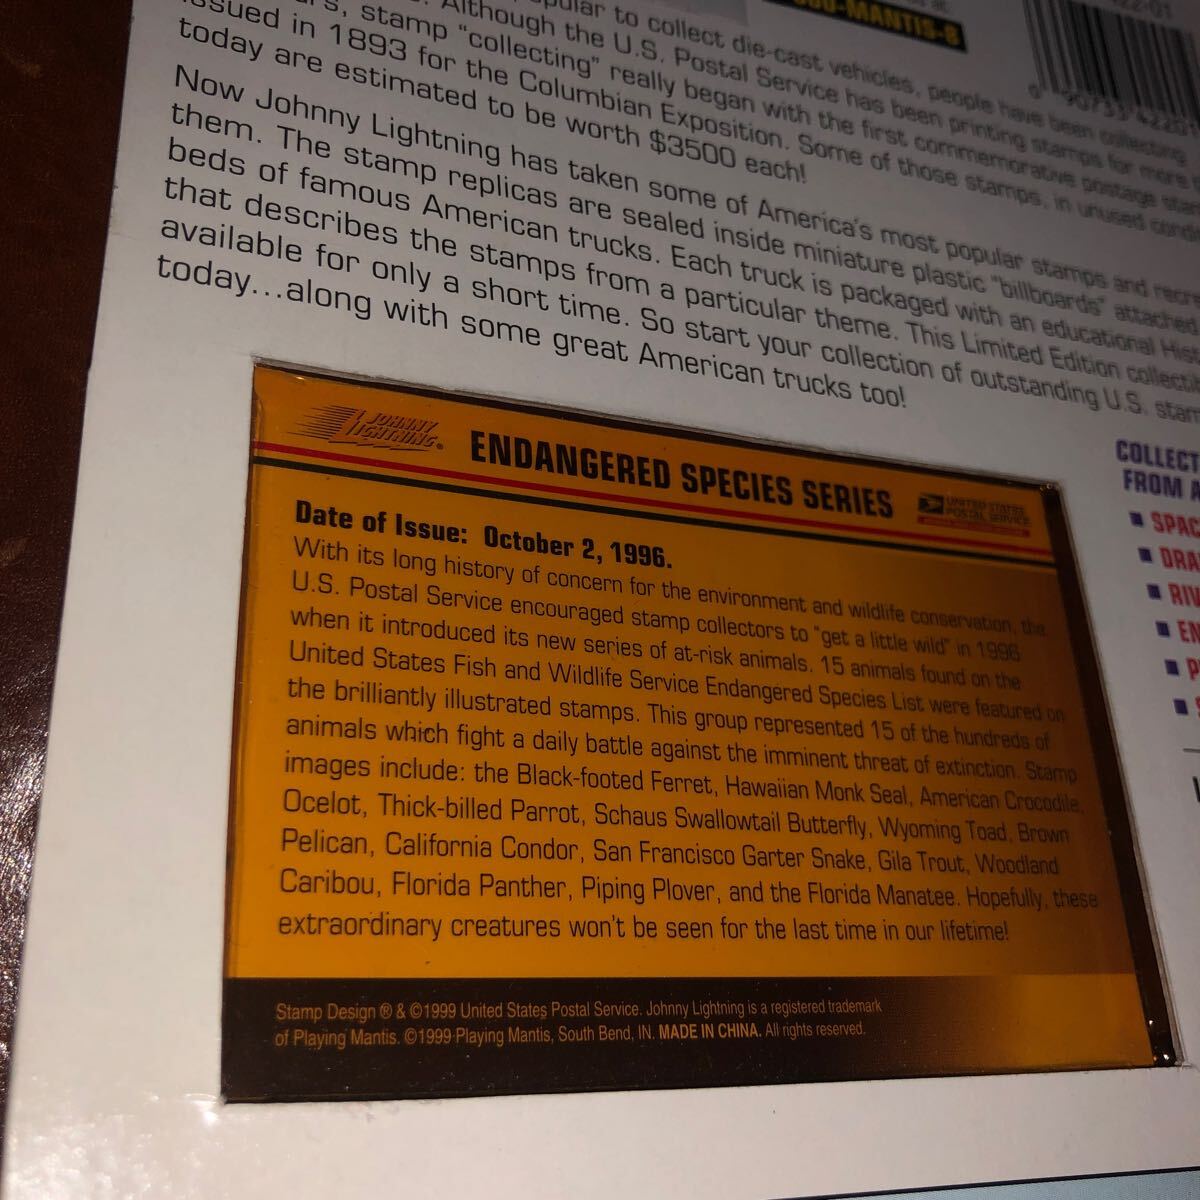 to collect die-cast vehicles, people have been collecting
stamp Although the U.S. Postal Service has been printing stamps for more
stamp "collecting" really began with the first commemorative postage
issued in 1893 for the Columbian Exposition. Some of those stamps, in unused
today are estimated to be worth $3500 each!
Now Johnny Lightning has taken some of America's most popular stamps and
them. The stamp replicas are sealed inside miniature plastic "billboards" attached
beds of famous American trucks. Each truck is packaged with an educational
that describes the stamps from a particular theme. This Limited Edition
available for only a short time. So start your collection of outstanding U.S.
today...along with some great American trucks too!
COLLECT
FROM
JOHNNY
LIGHTNING®
ENDANGERED SPECIES SERIES
UNITED STATES
POSTAL SERVICE
Date of Issue: October 2, 1996.
With its long history of concern for the environment and wildlife conservation, the
U.S. Postal Service encouraged stamp collectors to "get a little wild" in 1996
when it introduced its new series of at-risk animals. 15 animals found on the
United States Fish and Wildlife Service Endangered Species List were featured on
the brilliantly illustrated stamps. This group represented 15 of the hundreds of
animals which fight a daily battle against the imminent threat of extinction. Stamp
images include: the Black-footed Ferret, Hawaiian Monk Seal, American Crocodile,
Ocelot, Thick-billed Parrot, Schaus Swallowtail Butterfly, Wyoming Toad, Brown
Pelican, California Condor, San Francisco Garter Snake, Gila Trout, Woodland
Caribou, Florida Panther, Piping Plover, and the Florida Manatee. Hopefully, these
extraordinary creatures won't be seen for the last time in our lifetime!
Stamp Design ® & ©1999 United States Postal Service. Johnny Lightning is a registered trademark
of Playing Mantis. ©1999 Playing Mantis, South Bend, IN. MADE IN CHINA. All rights reserved.